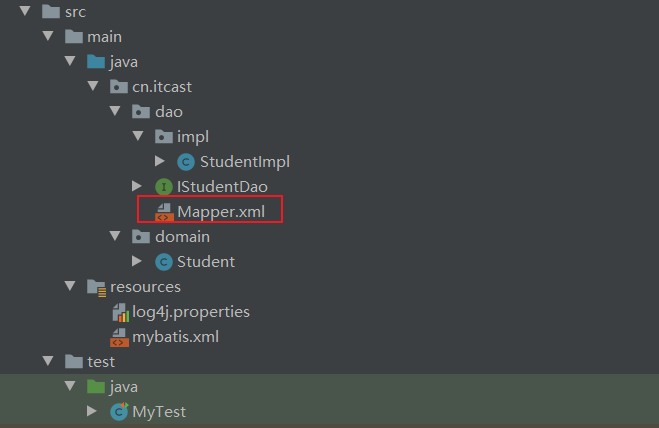 src
main
java
cn.itcast
dao
impl
StudentImpl
IStudentDao
Mapper.xml
domain
Student
resources
log4j.properties
mybatis.xml
test
java
MyTest